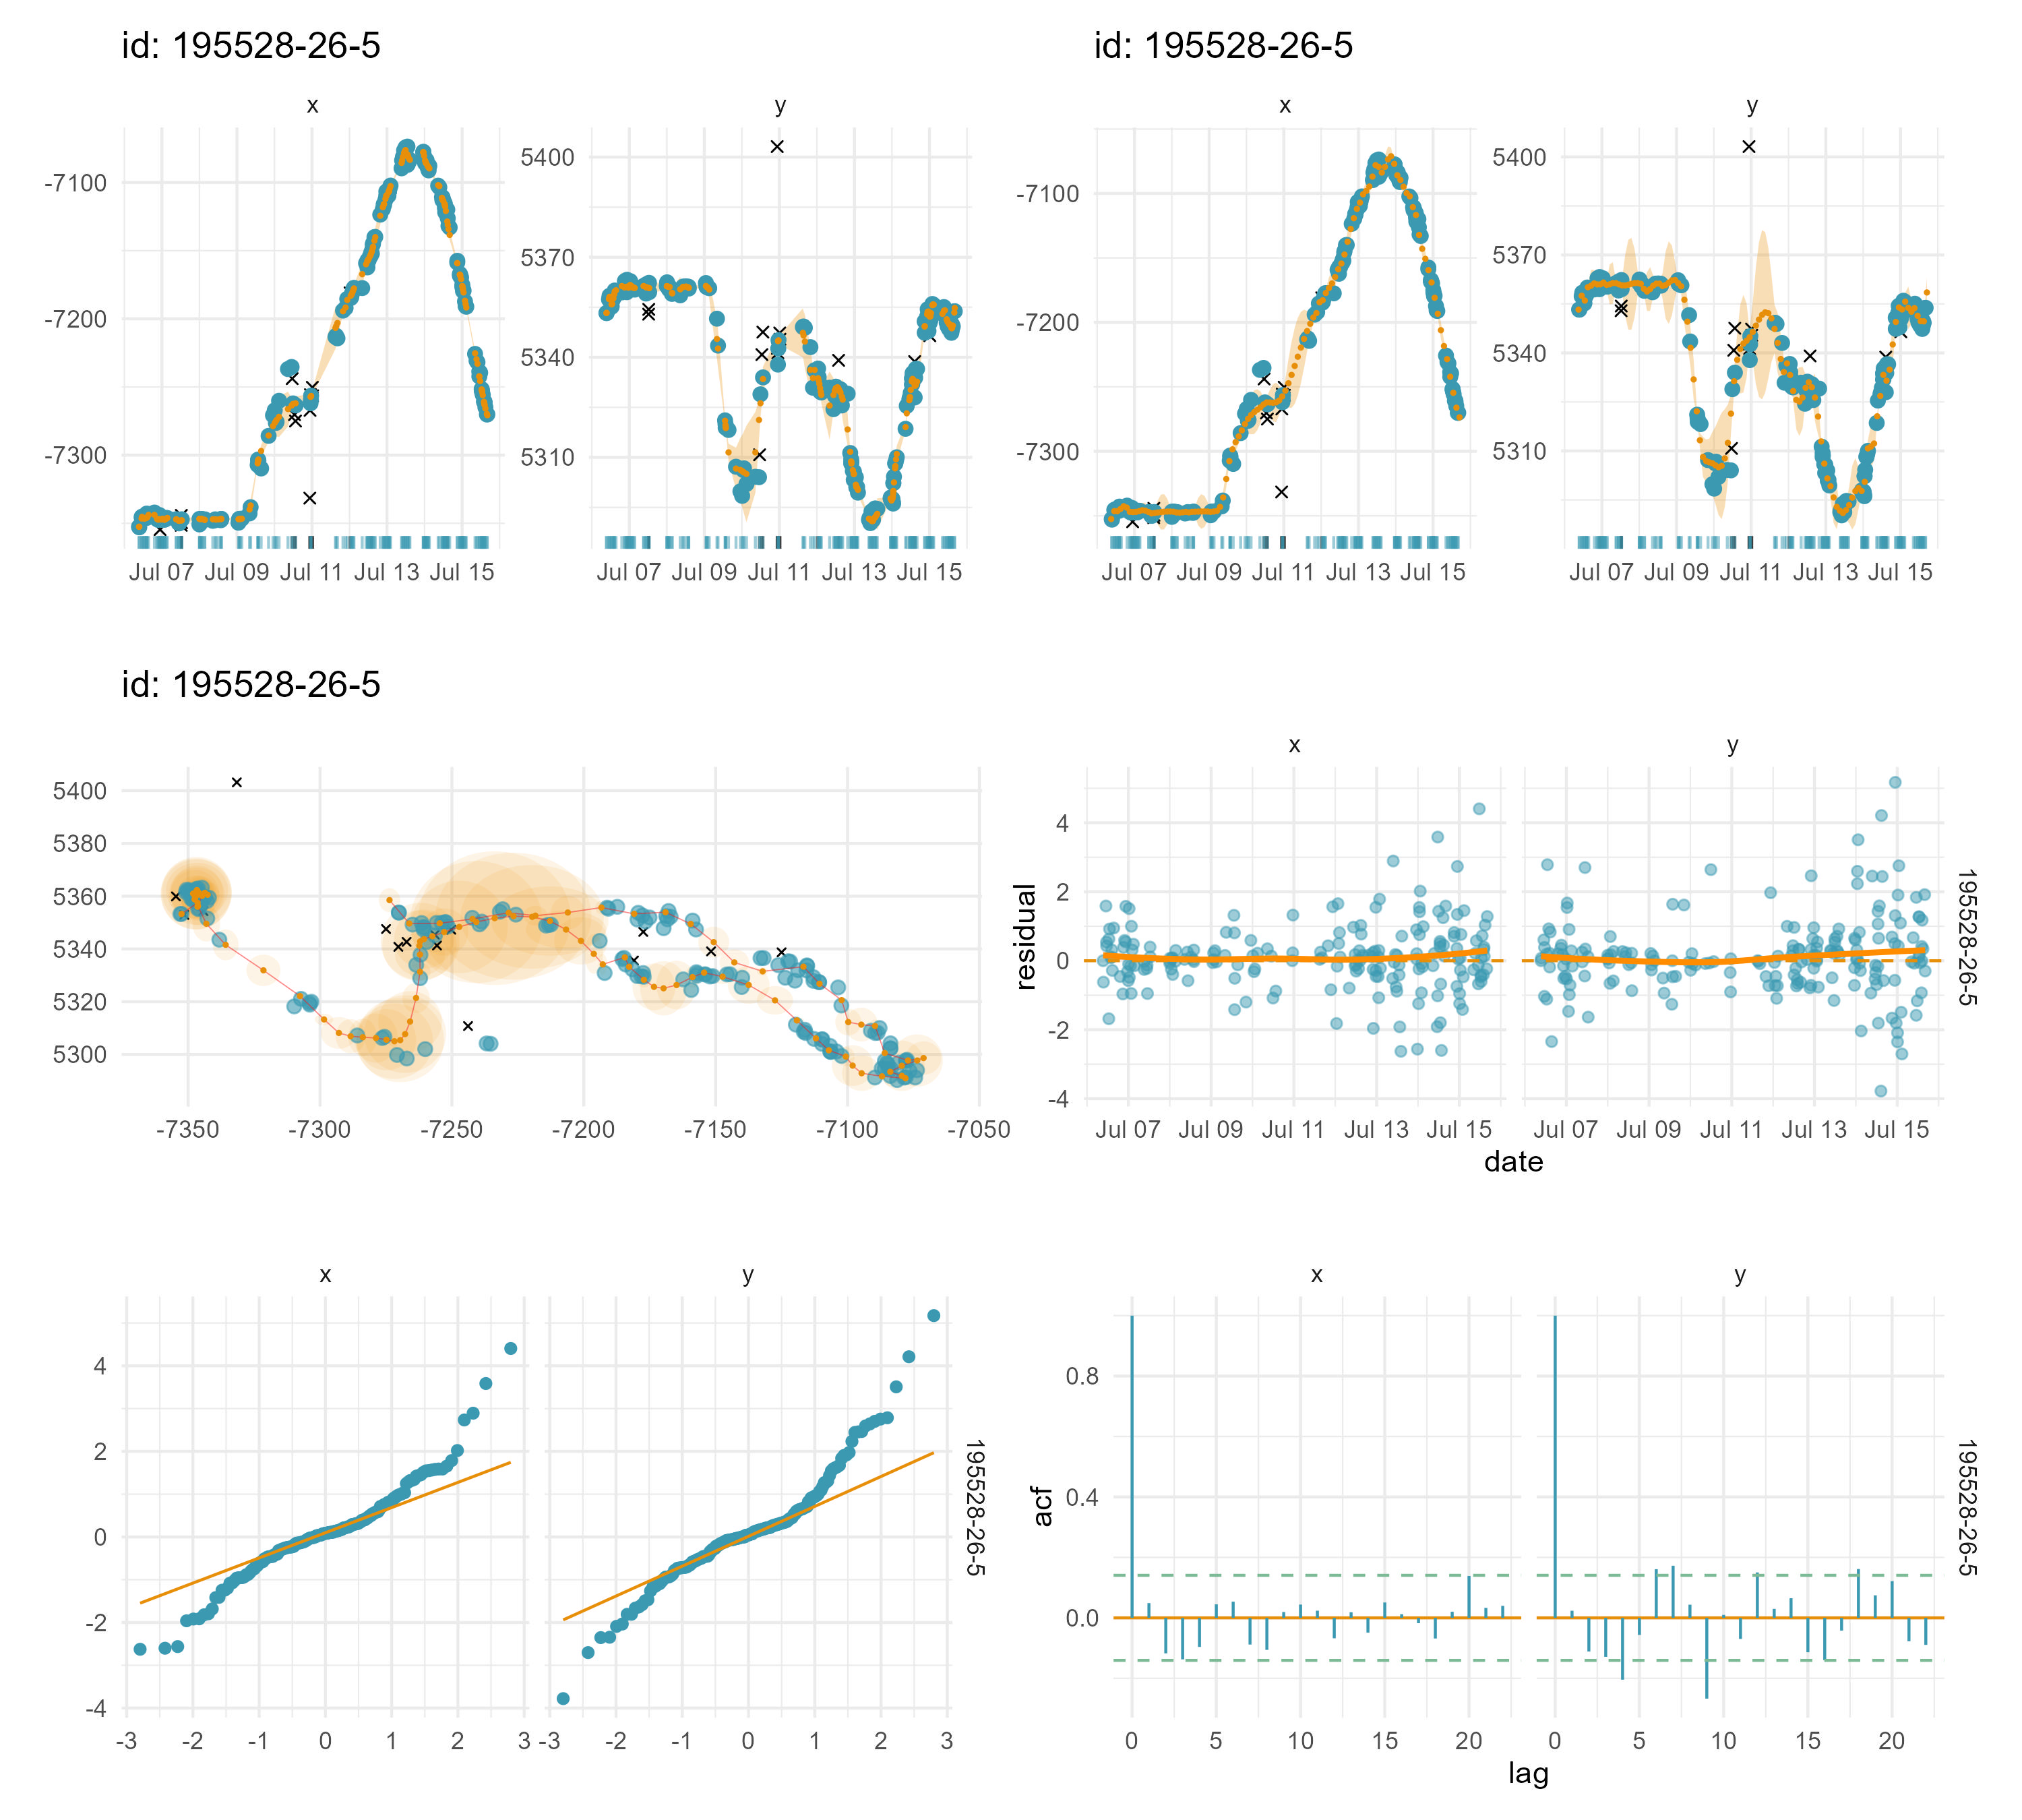 id: 195528-26-5
id: 195528-26-5
x
y
x
y
-7100
-7200
-7300
5400
5370
5340
5310
-7100
-7200
-7300
5400
5370
5340
5310
Jul 07 Jul 09 Jul 11 Jul 13 Jul 15
Jul 07 Jul 09 Jul 11 Jul 13 Jul 15
Jul 07 Jul 09 Jul 11 Jul 13 Jul 15
Jul 07 Jul 09 Jul 11 Jul 13 Jul 15
id: 195528-26-5
5400
5380
5360
5340
5320
5300
-7350 -7300 -7250 -7200 -7150 -7100 -7050
x
y
residual
4
2
0
-2
-4
Jul 07 Jul 09 Jul 11 Jul 13 Jul 15
Jul 07 Jul 09 Jul 11 Jul 13 Jul 15
date
195528-26-5
x
y
4
2
0
-2
-4
-3 -2 -1 0 1 2 3
-3 -2 -1 0 1 2 3
195528-26-5
x
y
acf
0.8
0.4
0.0
0 5 10 15 20
0 5 10 15 20
lag
195528-26-5